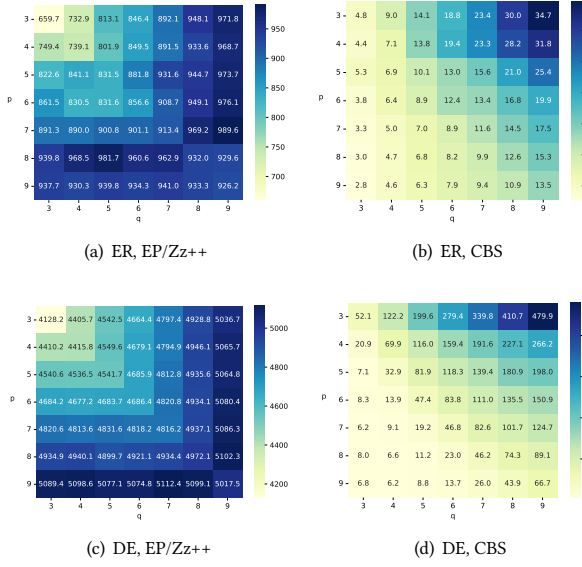 3 659.7 732.9 813.1 846.4 892.1 948.1 971.8
4 749.4 739.1 801.9 849.5 891.5 933.6 968.7
5 822.6 841.1 831.5 881.8 931.6 944.7 973.7
p 6 861.5 830.5 831.6 856.6 908.7 949.1 976.1
7 891.3 890.0 900.8 901.1 913.4 969.2 989.6
8 939.8 968.5 981.7 960.6 962.9 932.0 929.6
9 937.7 930.3 939.8 934.3 941.0 933.3 926.2
3 4 5 6 7 8 9
q
950
900
850
800
750
700
(a) ER, EP/Zz++
3 4.8 9.0 14.1 18.8 23.4 30.0 34.7
4 4.4 7.1 13.8 19.4 23.3 28.2 31.8
5 5.3 6.9 10.1 13.0 15.6 21.0 25.4
p 6 3.8 6.4 8.9 12.4 13.4 16.8 19.9
7 3.3 5.0 7.0 8.9 11.6 14.5 17.5
8 3.0 4.7 6.8 8.2 9.9 12.6 15.3
9 2.8 4.6 6.3 7.9 9.4 10.9 13.5
3 4 5 6 7 8 9
q
(b) ER, CBS
3 4128.2 4405.7 4542.5 4664.4 4797.4 4928.8 5036.7
4 4410.2 4415.8 4549.6 4679.1 4794.9 4946.1 5065.7
5 4540.6 4536.5 4541.7 4685.9 4812.8 4935.6 5064.8
p 6 4684.2 4677.2 4683.7 4686.4 4820.8 4934.1 5080.4
7 4820.6 4813.6 4831.6 4818.2 4816.2 4937.1 5086.3
8 4934.9 4940.1 4899.7 4921.1 4934.4 4972.1 5102.3
9 5089.4 5098.6 5077.1 5074.8 5112.4 5099.1 5017.5
3 4 5 6 7 8 9
q
5000
4800
4600
4400
4200
(c) DE, EP/Zz++
3 52.1 122.2 199.6 279.4 339.8 410.7 479.9
4 20.9 69.9 116.0 159.4 191.6 227.1 266.2
5 7.1 32.9 81.9 118.3 139.4 180.9 198.0
p 6 8.3 13.9 47.4 83.8 111.0 135.5 150.9
7 6.2 9.1 19.2 46.8 82.6 101.7 124.7
8 8.0 6.6 11.2 23.0 46.2 74.3 89.1
9 6.8 6.2 8.8 13.7 26.0 43.9 66.7
3 4 5 6 7 8 9
q
(d) DE, CBS